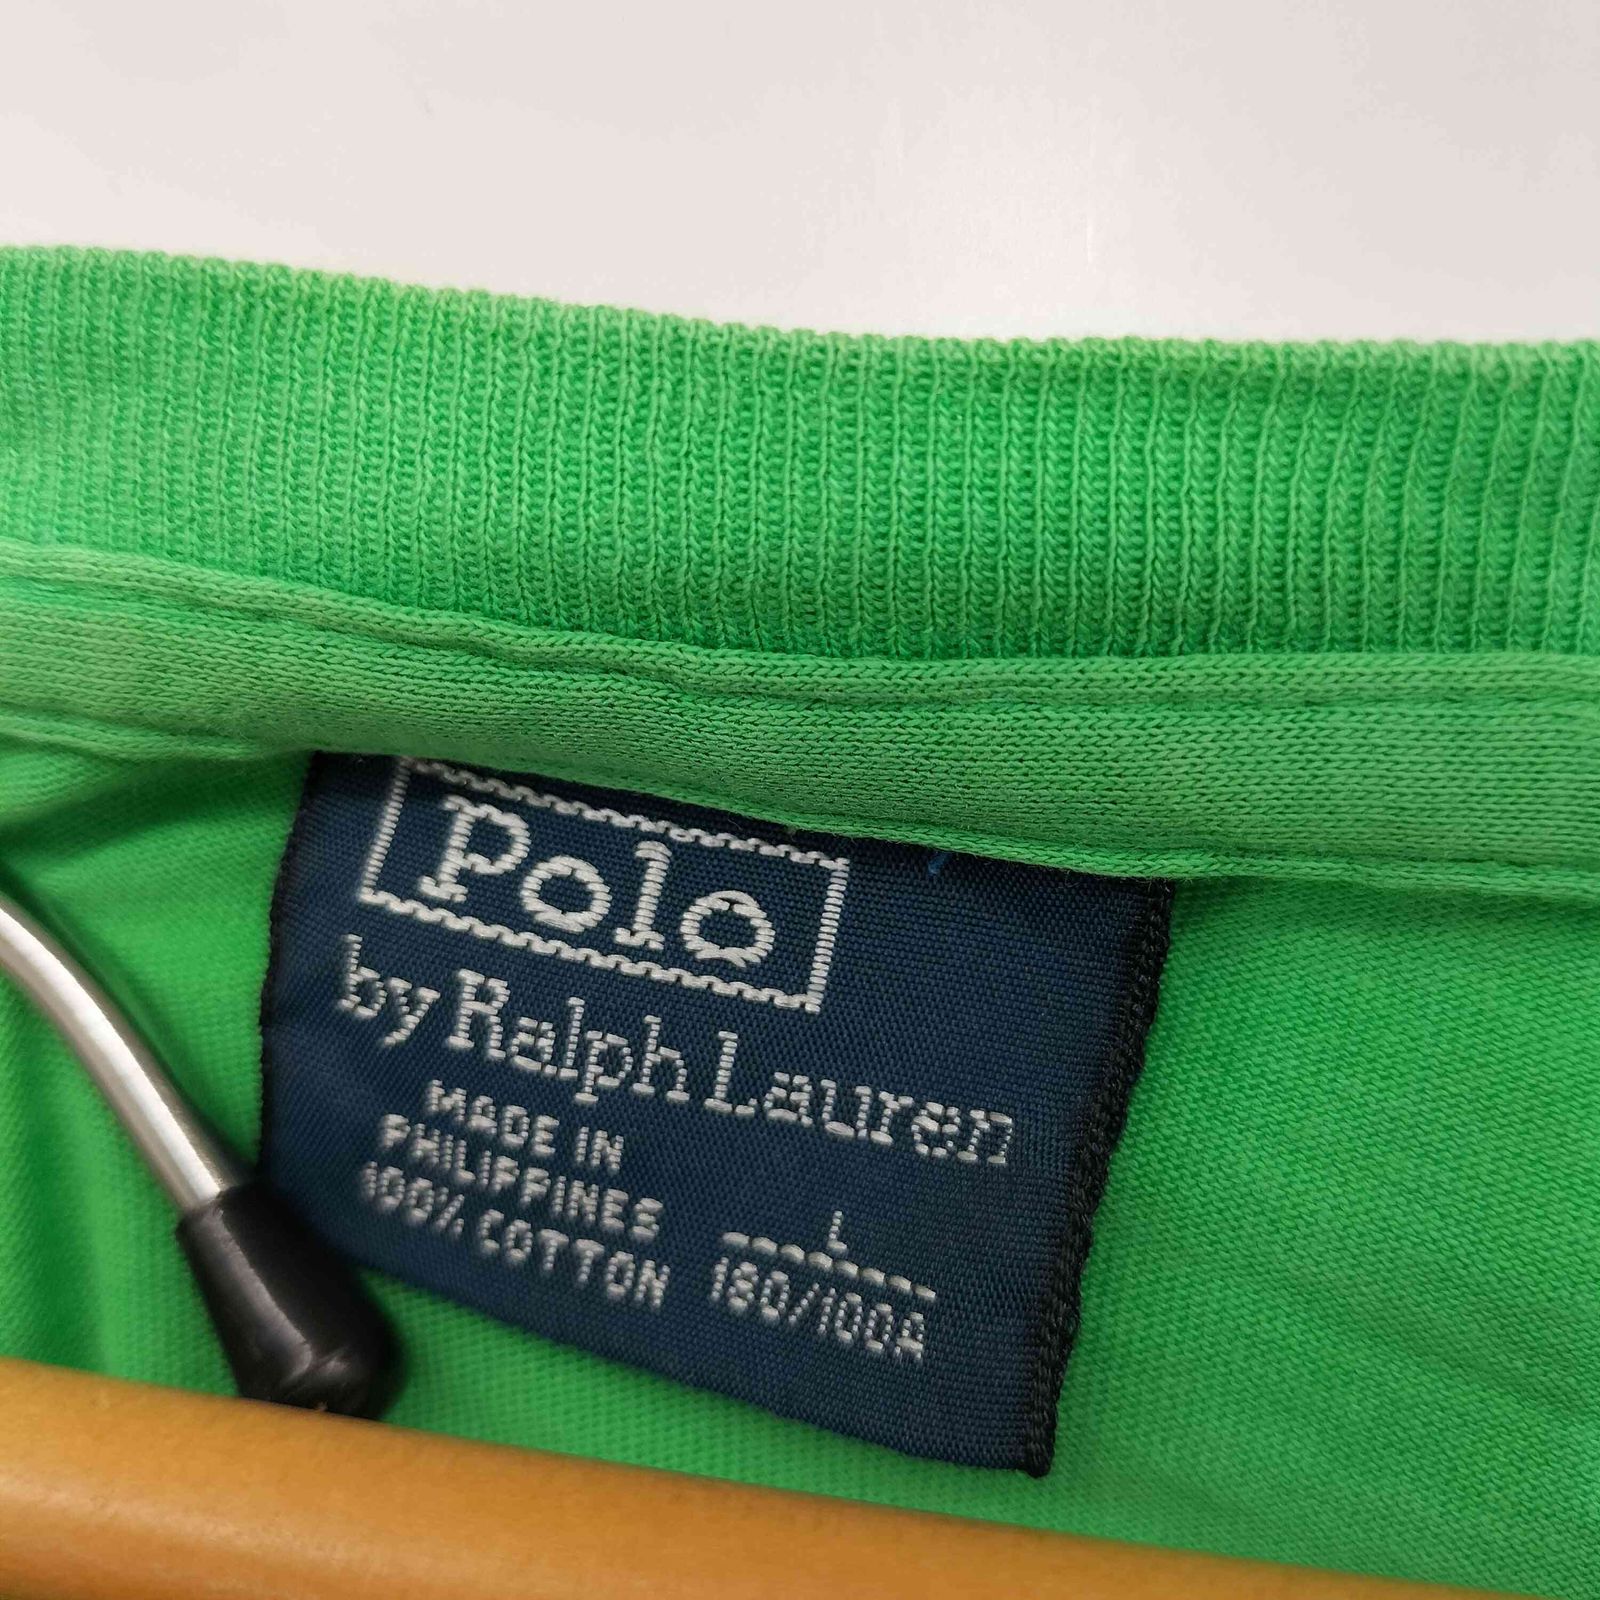 Polo
by Ralph Lauren
MADE IN
PHILIPPINES
100% COTTON
L
180/100A